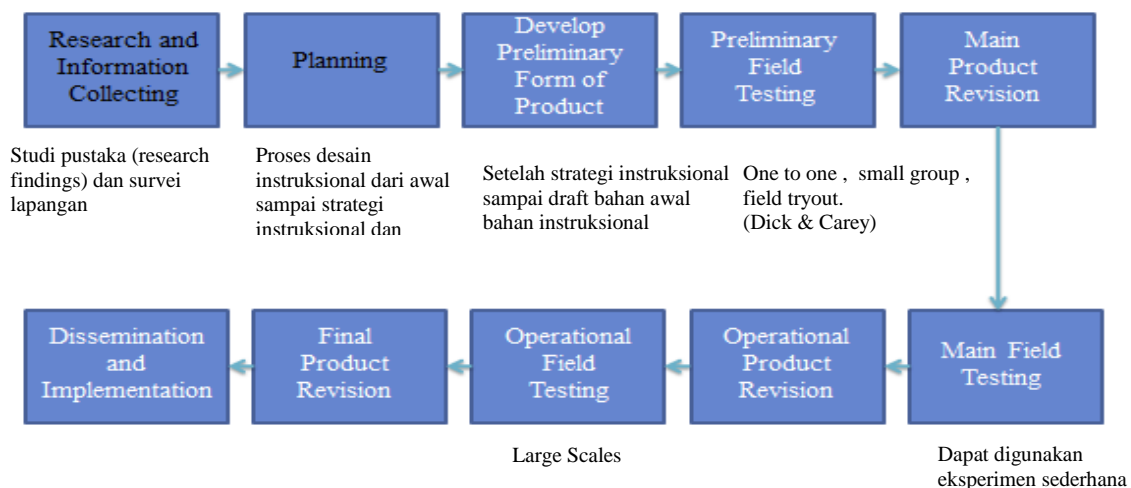 Research and
Information
Collecting
Planning
Develop
Preliminary
Form of
Product
Preliminary
Field
Testing
Main
Product
Revision
Studi pustaka (research
findings) dan survei
lapangan
Proses desain
instruksional dari awal
sampai strategi
instruksional dan
Setelah strategi instruksional
sampai draft bahan awal
bahan instruksional
One to one , small group ,
field tryout.
(Dick & Carey)
Dissemination
and
Implementation
Final
Product
Revision
Operational
Field
Testing
Operational
Product
Revision
Main Field
Testing
Large Scales
Dapat digunakan
eksperimen sederhana